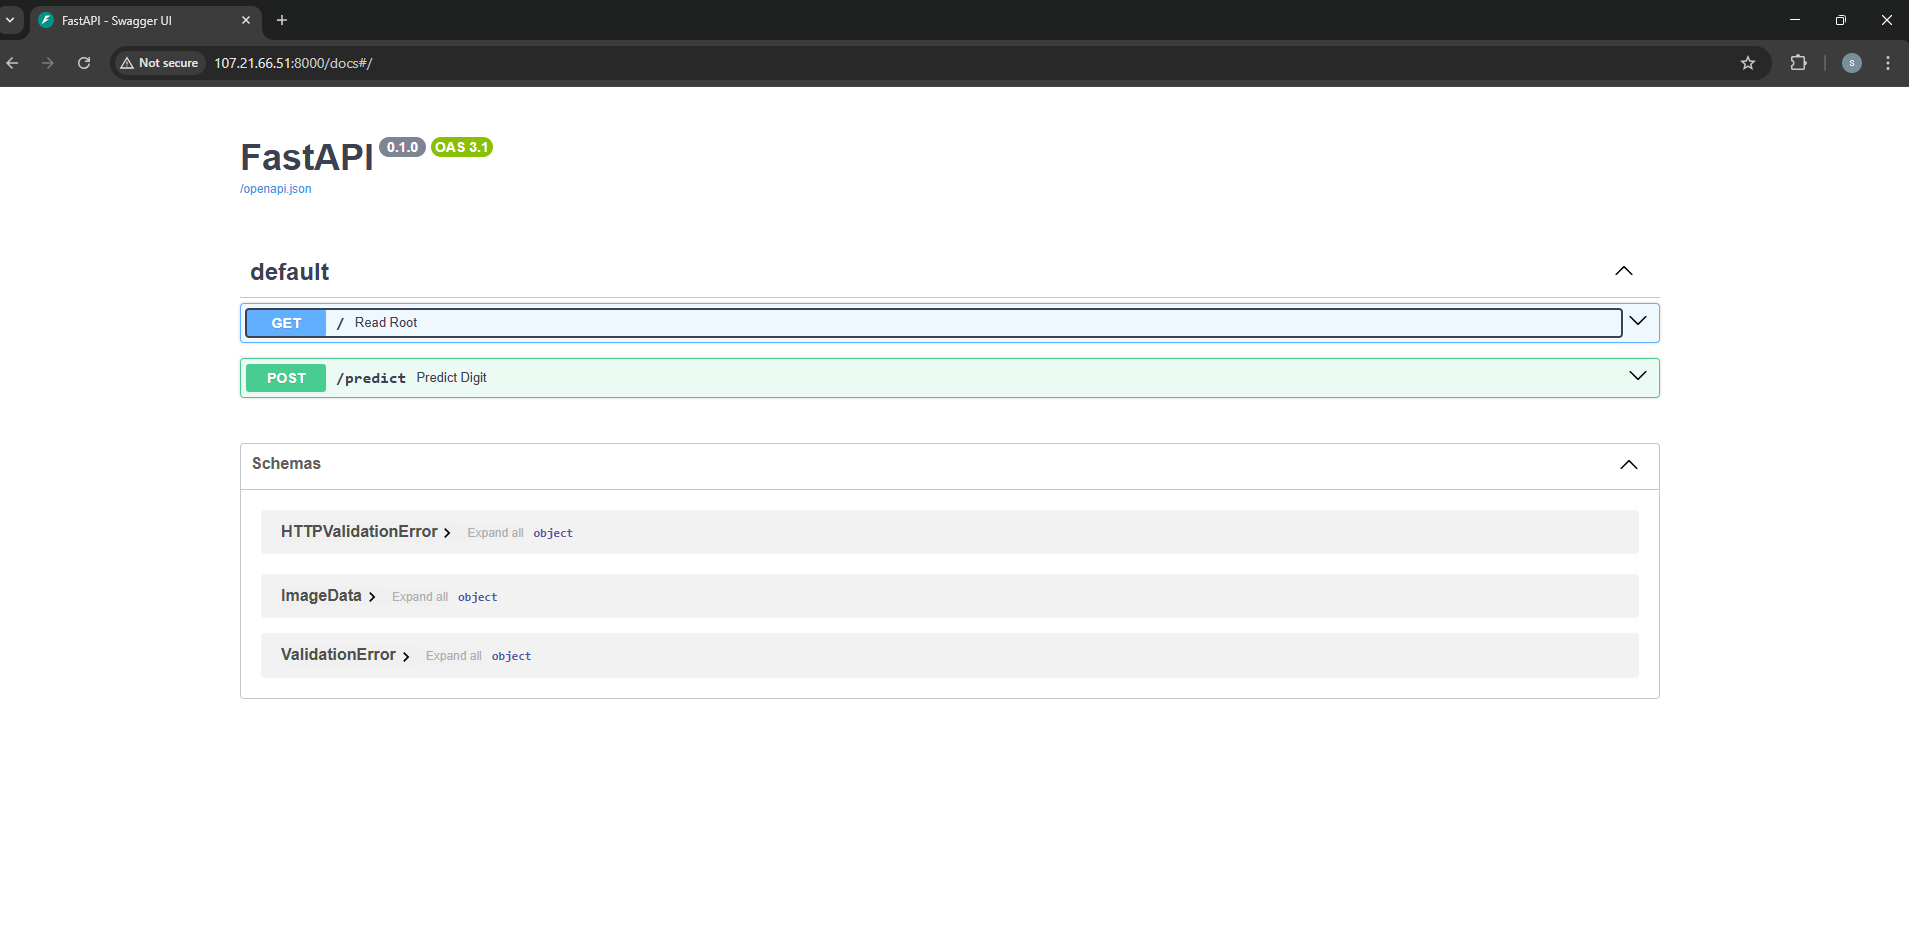 FastAPI - Swagger UI
Not secure 107.21.66.51:8000/docs#/
s
FastAPI 0.1.0 OAS 3.1
/openapi.json
default
GET / Read Root
POST /predict Predict Digit
Schemas
HTTPValidationError Expand all object
ImageData Expand all object
ValidationError Expand all object